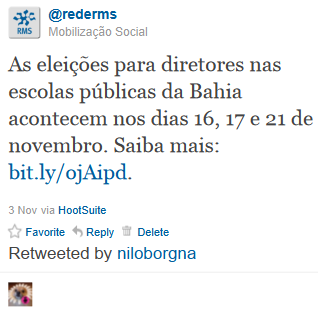 RMS
@rederms
Mobilização Social
As eleições para diretores nas
escolas públicas da Bahia
acontecem nos dias 16, 17 e 21 de
novembro. Saiba mais:
bit.ly/ojAipd.
3 Nov via HootSuite
Favorite Reply Delete
Retweeted by niloborgna